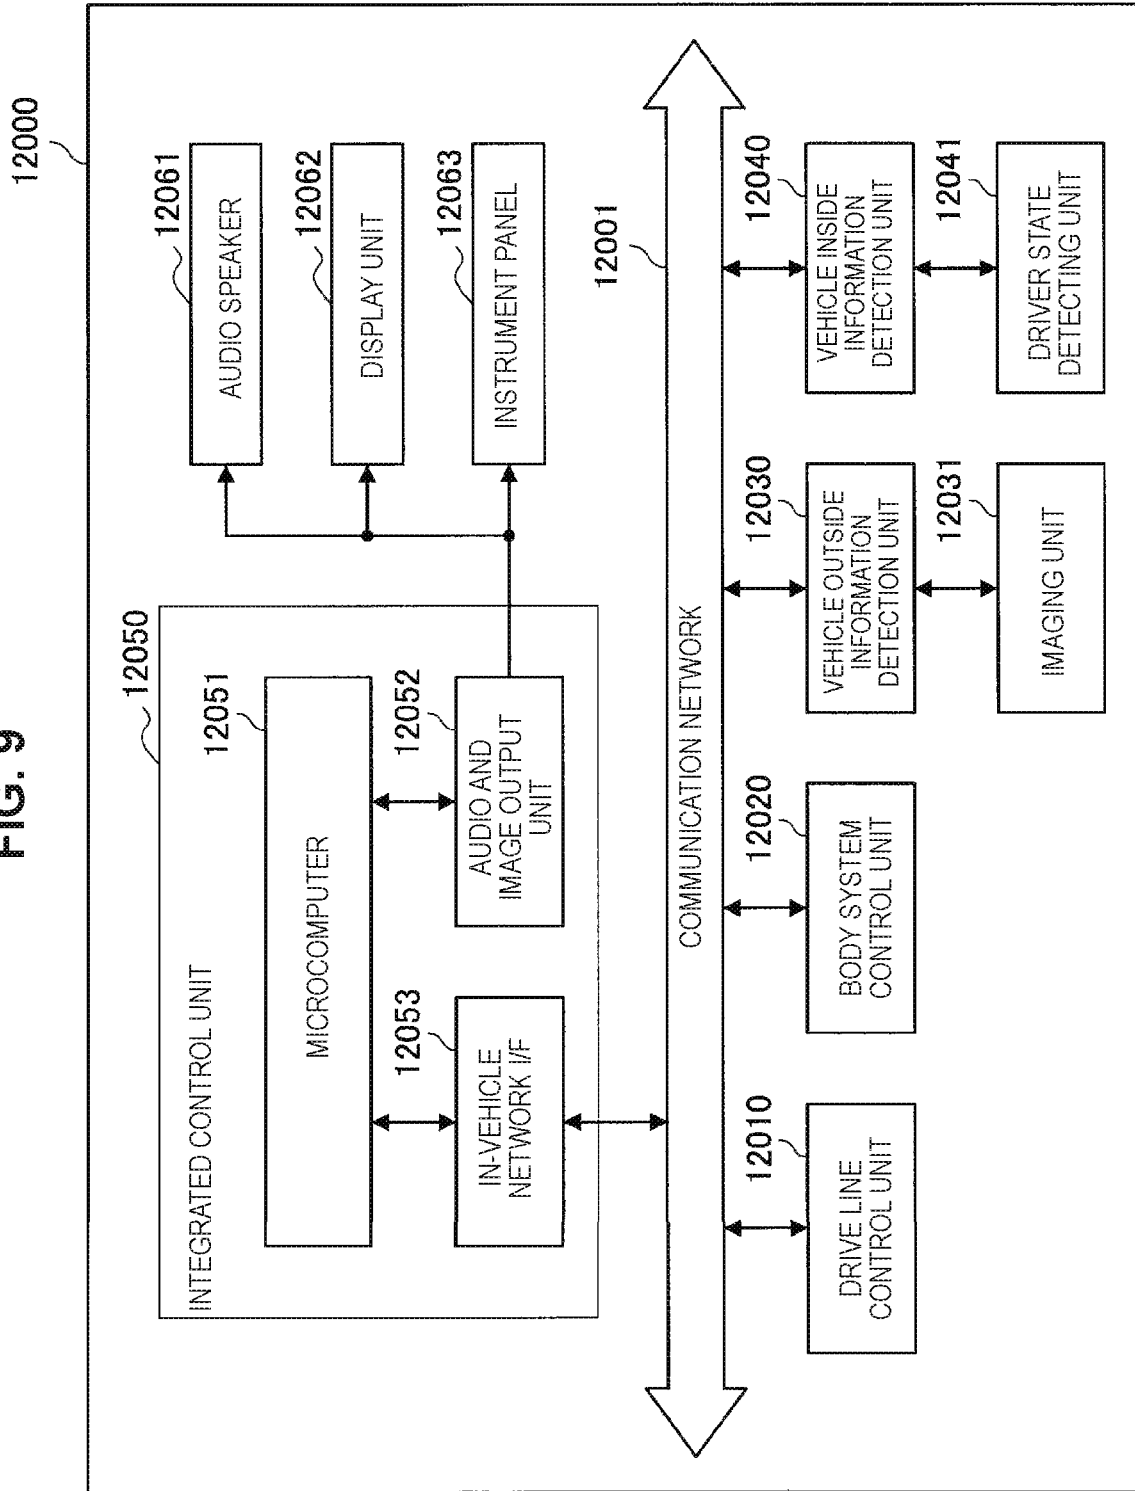 FIG. 9
12000
12050
INTEGRATED CONTROL UNIT
12051
MICROCOMPUTER
12061
AUDIO SPEAKER
12062
DISPLAY UNIT
12063
INSTRUMENT PANEL
12053
IN-VEHICLE
NETWORK I/F
12052
AUDIO AND
IMAGE OUTPUT
UNIT
12001
COMMUNICATION NETWORK
12010
DRIVE LINE
CONTROL UNIT
12020
BODY SYSTEM
CONTROL UNIT
12030
VEHICLE OUTSIDE
INFORMATION
DETECTION UNIT
12040
VEHICLE INSIDE
INFORMATION
DETECTION UNIT
12031
IMAGING UNIT
12041
DRIVER STATE
DETECTING UNIT